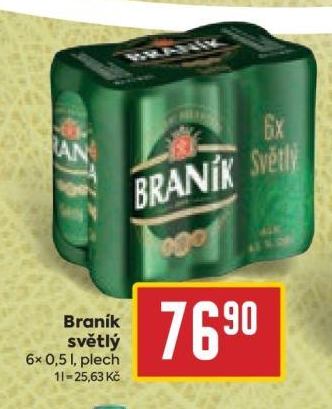 BRANÍK
BRANÍK
6x
Světlý
Braník
světlý
6× 0,5 l, plech
1 l = 25,63 Kč
76 90